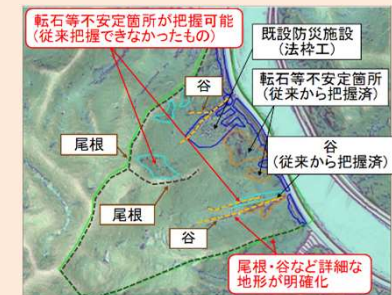 転石等不安定箇所が把握可能
(従来把握できなかったもの)
既設防災施設
(法枠工)
谷
転石等不安定箇所
(従来から把握済)
尾根
谷
(従来から把握済)
尾根
谷
尾根・谷など詳細な
地形が明確化